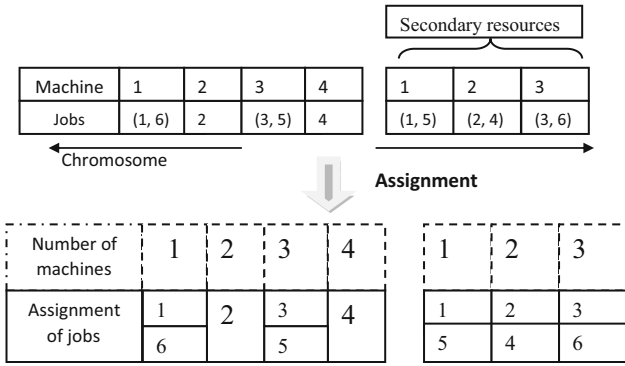 Secondary resources
Machine 1 2 3 4 1 2 3
Jobs (1, 6) 2 (3, 5) 4 (1, 5) (2, 4) (3, 6)
Chromosome
Assignment
Number of machines 1 2 3 4 1 2 3
Assignment of jobs 1 2 3 4 1 2 3
6 5 5 4 6